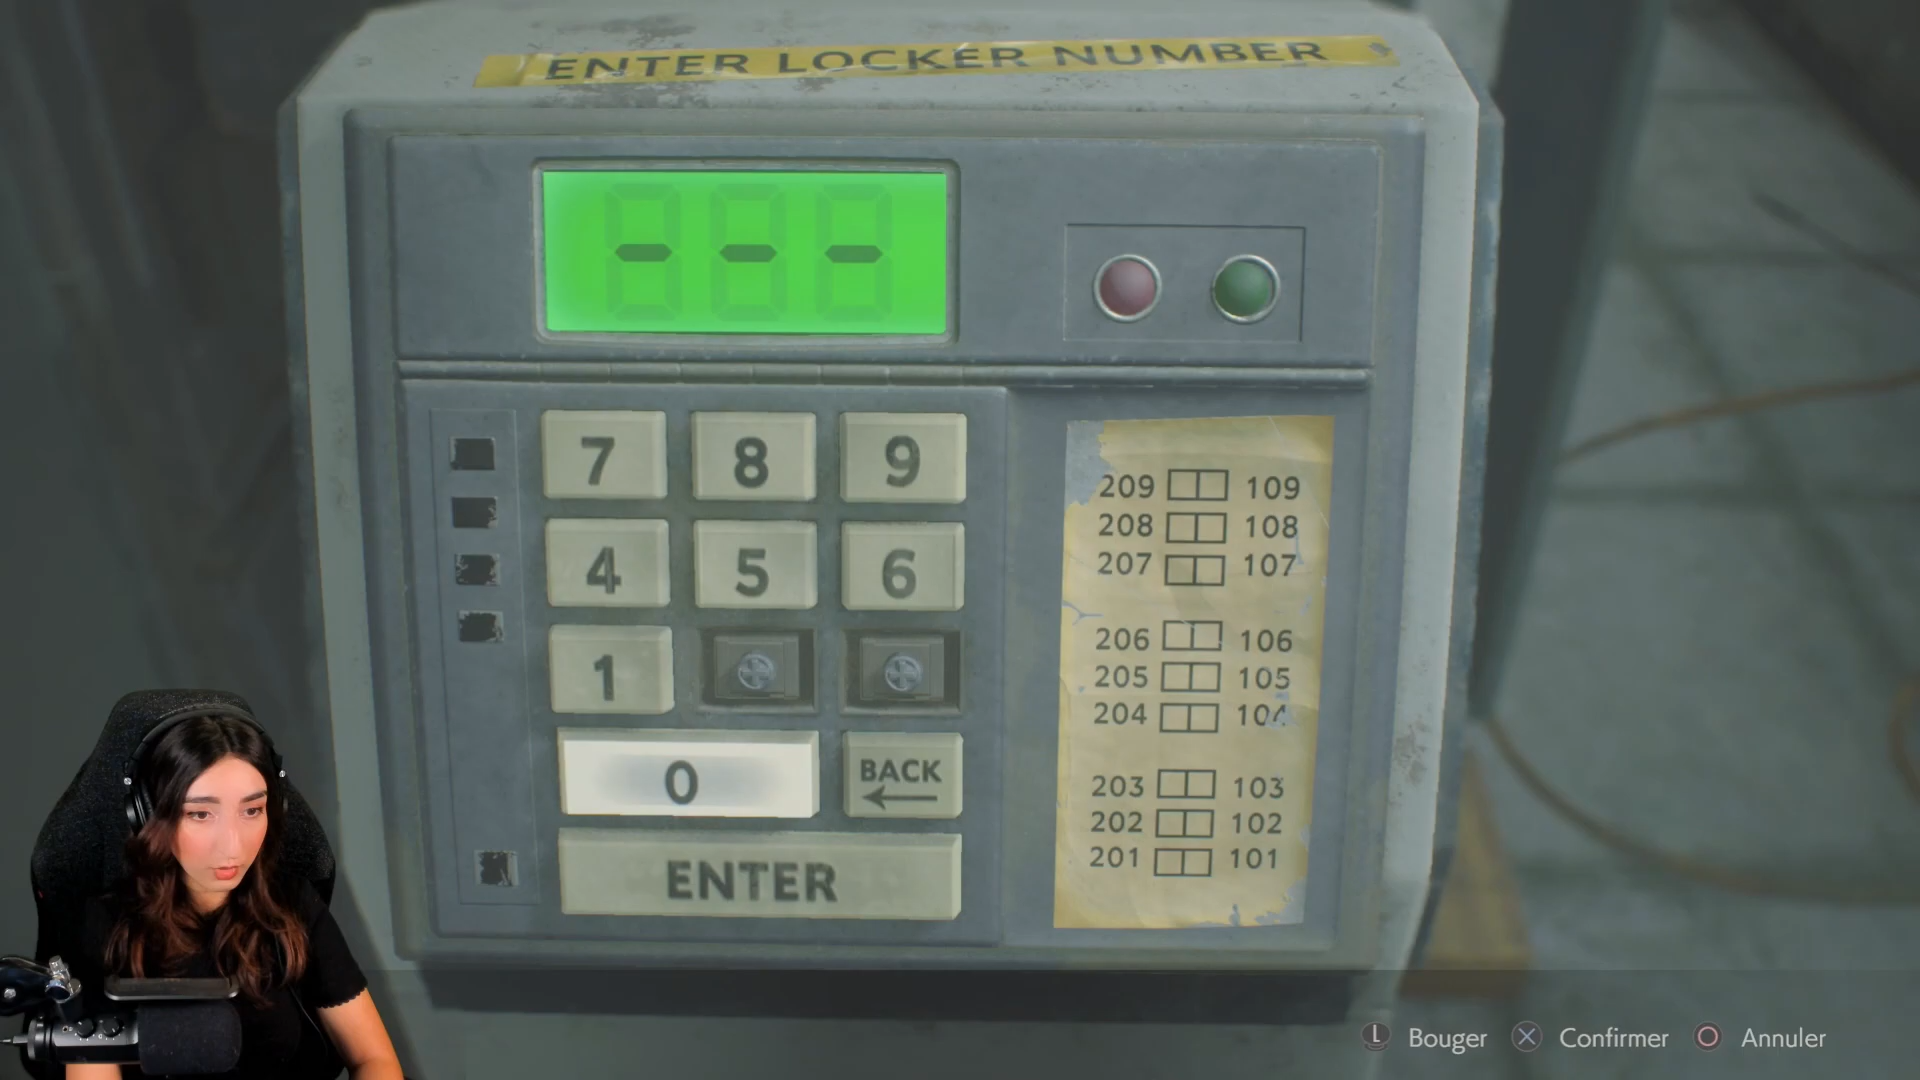 ENTER LOCKER NUMBER
- - -
7 8 9
4 5 6
1
0 BACK
ENTER
209 109
208 108
207 107
206 106
205 105
204 104
203 103
202 102
201 101
L Bouger Confirmer Annuler